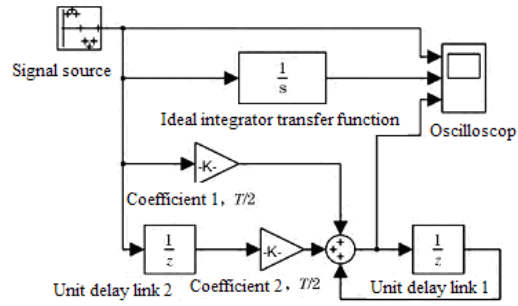 Signal source
1
s
Ideal integrator transfer function
Oscilloscop
-K-
Coefficient 1, T/2
1
z
Unit delay link 2
-K-
Coefficient 2, T/2
+
+
+
1
z
Unit delay link 1